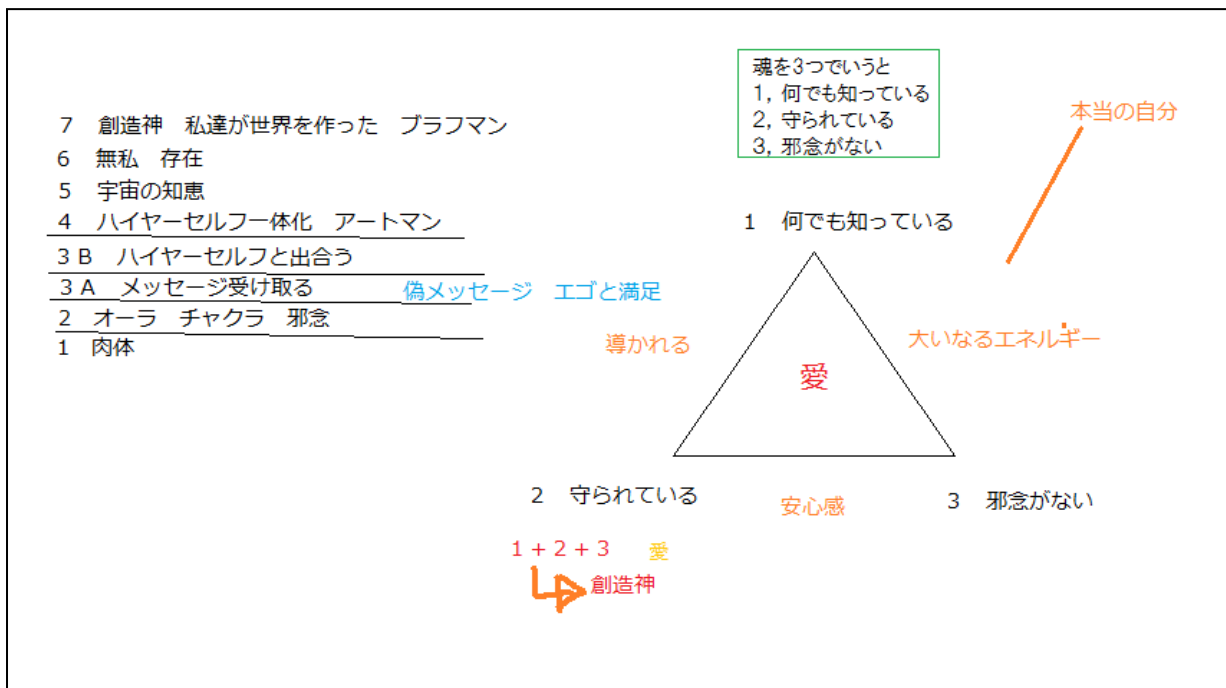 7　創造神　私達が世界を作った　ブラフマン
6　無私　存在
5　宇宙の知恵
4　ハイヤーセルフ一体化　アートマン
3 B　ハイヤーセルフと出合う
3 A　メッセージ受け取る
偽メッセージ　エゴと満足
2　オーラ　チャクラ　邪念
1　肉体
魂を3つでいうと
1, 何でも知っている
2, 守られている
3, 邪念がない
本当の自分
1　何でも知っている
導かれる
大いなるエネルギー
愛
2　守られている
安心感
3　邪念がない
1 + 2 + 3　愛
創造神